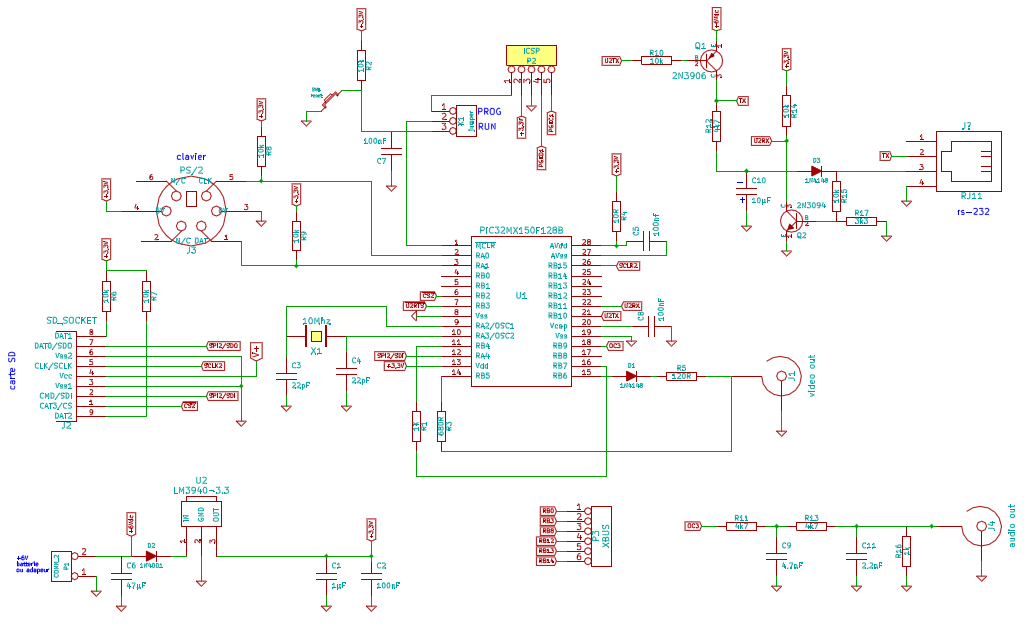 +3.3V
10k
R2
ICSP
P2
1
2
3
4
5
+3.3V
PGED1
PGEC1
1
2
3
K1
jumper
PROG
RUN
100nF
C7
+6Vdc
Q1
2N3906
R10
10k
U2TX
TX
R12
4k7
+3.3V
10k
R14
U2RX
D3
1N4148
C10
10µF
10k
R15
2N3094
Q2
R17
3k3
J?
1
2
3
4
TX
RJ11
rs-232
clavier
PS/2
+3.3V
10k
R8
6
N/C
CLK
5
4
3
2
N/C
DAT
1
J3
+3.3V
+3.3V
10k
R9
+3.3V
10k
R6
10k
R7
carte SD
SD_SOCKET
DAT1
8
DAT0/SDO
7
Vss2
6
CLK/SCLK
5
Vcc
4
Vss1
3
CMD/SDI
2
CAT3/CS
1
DAT2
9
J2
SPI2/SDO
SCLK2
V+
SPI2/SDI
CS2
10Mhz
X1
C3
22pF
C4
22pF
PIC32MX150F128B
U1
1
MCLR
2
RA0
3
RA1
4
RB0
5
RB1
6
RB2
7
RB3
8
Vss
9
RA2/OSC1
10
RA3/OSC2
11
RB4
12
RA4
13
Vdd
14
RB5
AVdd
28
AVss
27
RB15
26
RB14
25
RB13
24
RB12
23
RB11
22
RB10
21
Vcap
20
Vss
19
RB9
18
RB8
17
RB7
16
RB6
15
CS2
U2RTS
SPI2/SDI
+3.3V
+3.3V
10R
R4
C5
100nf
SCLK2
U2RX
U2TX
C8
100nF
OC3
D1
1N4148
R5
120R
J1
video out
1k
R1
680R
R3
U2
LM3940-3.3
IN
GND
OUT
1
2
3
+6Vdc
D2
1N4001
+6V
batterie
ou adapeur
CONN_2
P1
2
1
C6
47µF
C1
1µF
C2
100nF
+3.3V
RB0
RB3
RB8
RB12
RB13
RB14
1
2
3
4
5
6
P3
XBUS
OC3
R11
4k7
R13
4k7
C9
4.7nF
C11
2.2nF
R16
1k
J4
audio out